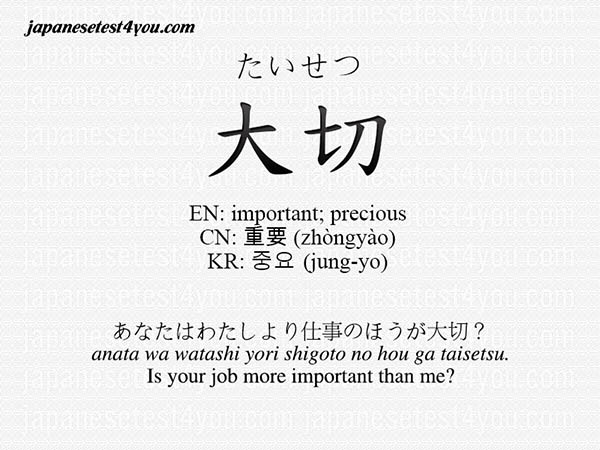 japanesetest4you.com
たいせつ
大切
EN: important; precious
CN: 重要 (zhòngyào)
KR: 중요 (jung-yo)
あなたはわたしより仕事のほうが大切？
anata wa watashi yori shigoto no hou ga taisetsu.
Is your job more important than me?